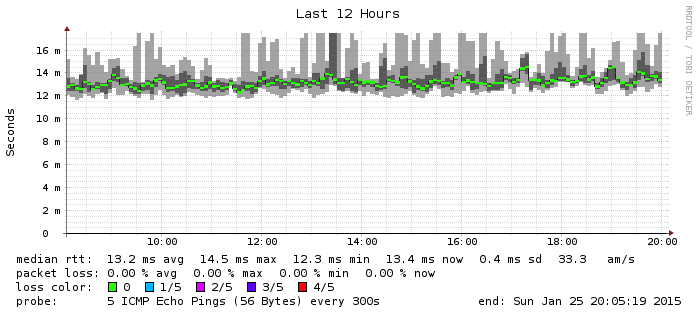 Last 12 Hours
RRDTOOL / TOBI OETIKER
Seconds
16 m
14 m
12 m
10 m
8 m
6 m
4 m
2 m
0
10:00 12:00 14:00 16:00 18:00 20:00
median rtt: 13.2 ms avg 14.5 ms max 12.3 ms min 13.4 ms now 0.4 ms sd 33.3 am/s
packet loss: 0.00 % avg 0.00 % max 0.00 % min 0.00 % now
loss color: 0 1/5 2/5 3/5 4/5
probe: 5 ICMP Echo Pings (56 Bytes) every 300s end: Sun Jan 25 20:05:19 2015